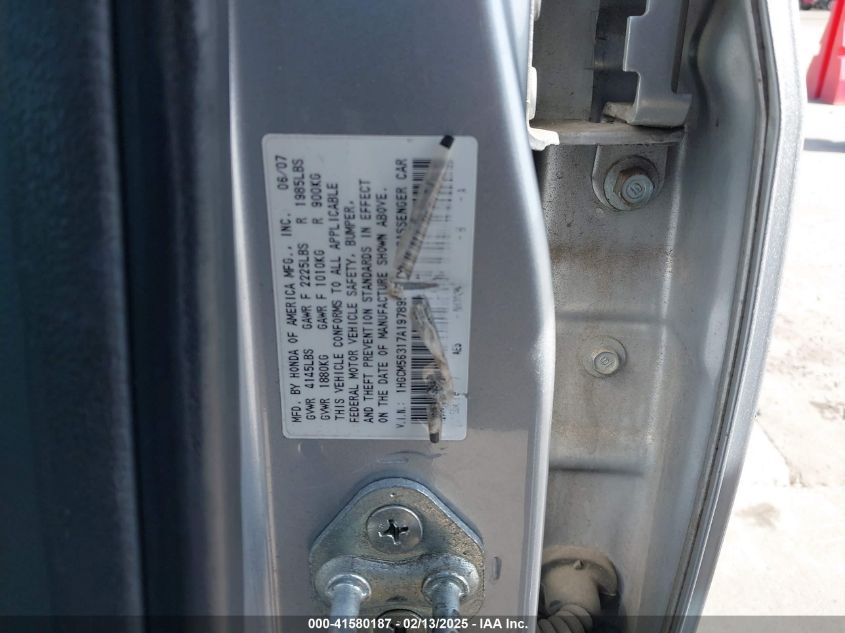 MFD. BY HONDA OF AMERICA MFG., INC. 06/07
GVWR 4145LBS GAWR F 2225LBS R 1985LBS
GVWR 1880KG GAWR F 1010KG R 900KG
THIS VEHICLE CONFORMS TO ALL APPLICABLE
FEDERAL MOTOR VEHICLE SAFETY, BUMPER,
AND THEFT PREVENTION STANDARDS IN EFFECT
ON THE DATE OF MANUFACTURE SHOWN ABOVE.
V.I.N.: CAR
000-41580187 - 02/13/2025 - IAA Inc.